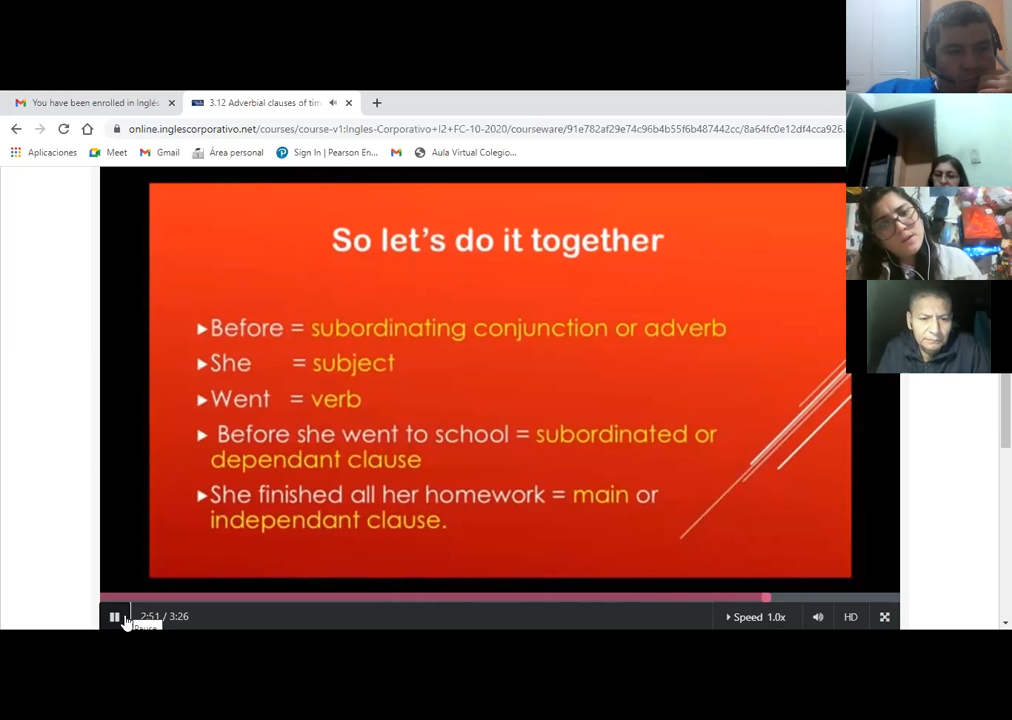 You have been enrolled in Inglés
3.12 Adverbial clauses of tim
online.inglescorporativo.net/courses/course-v1:Ingles-Corporativo+I2+FC-10-2020/courseware/91e782af29e74c96b4b55f6b487442cc/8a64fc0e12df4cca926.
Aplicaciones Meet Gmail Área personal Sign In | Pearson En... Aula Virtual Colegio...
So let's do it together
Before = subordinating conjunction or adverb
She = subject
Went = verb
Before she went to school = subordinated or
dependant clause
She finished all her homework = main or
independant clause.
2:51 / 3:26 Speed 1.0x HD
Pause